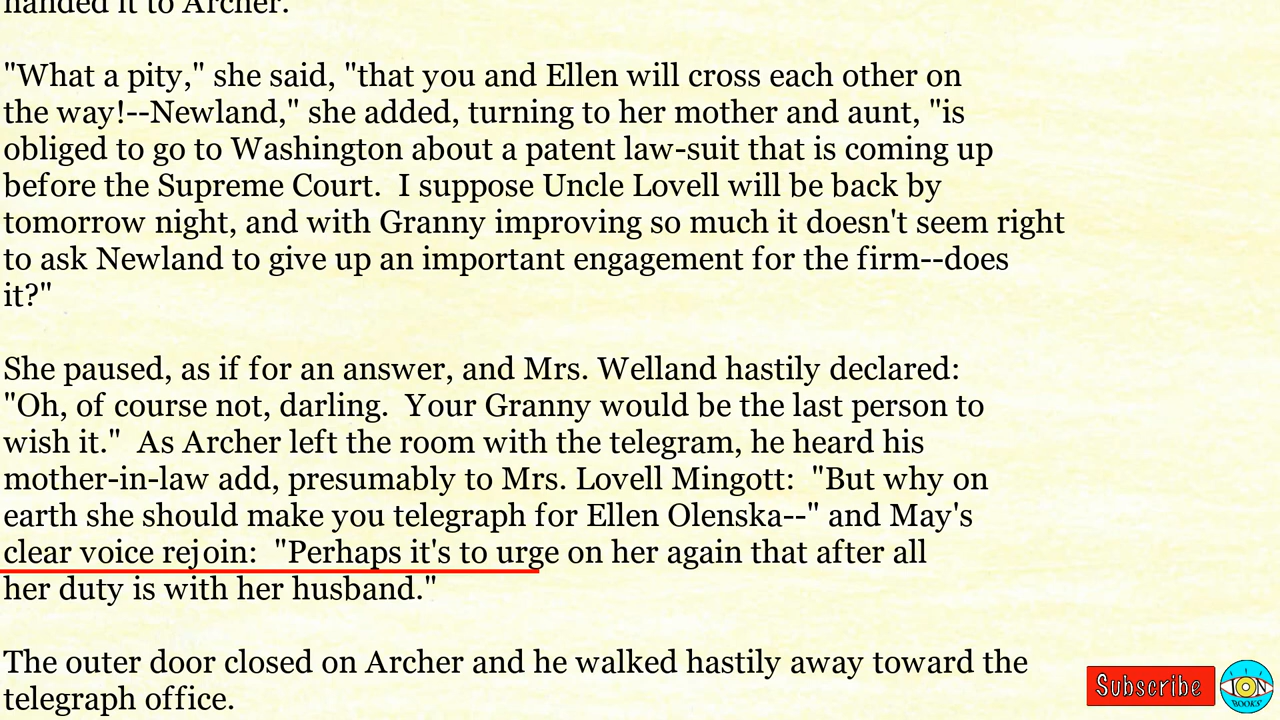 handed it to Archer.
"What a pity," she said, "that you and Ellen will cross each other on
the way!--Newland," she added, turning to her mother and aunt, "is
obliged to go to Washington about a patent law-suit that is coming up
before the Supreme Court.  I suppose Uncle Lovell will be back by
tomorrow night, and with Granny improving so much it doesn't seem right
to ask Newland to give up an important engagement for the firm--does
it?"
She paused, as if for an answer, and Mrs. Welland hastily declared:
"Oh, of course not, darling.  Your Granny would be the last person to
wish it."  As Archer left the room with the telegram, he heard his
mother-in-law add, presumably to Mrs. Lovell Mingott:  "But why on
earth she should make you telegraph for Ellen Olenska--" and May's
clear voice rejoin:  "Perhaps it's to urge on her again that after all
her duty is with her husband."
The outer door closed on Archer and he walked hastily away toward the
telegraph office.
Subscribe
ION
BOOKS